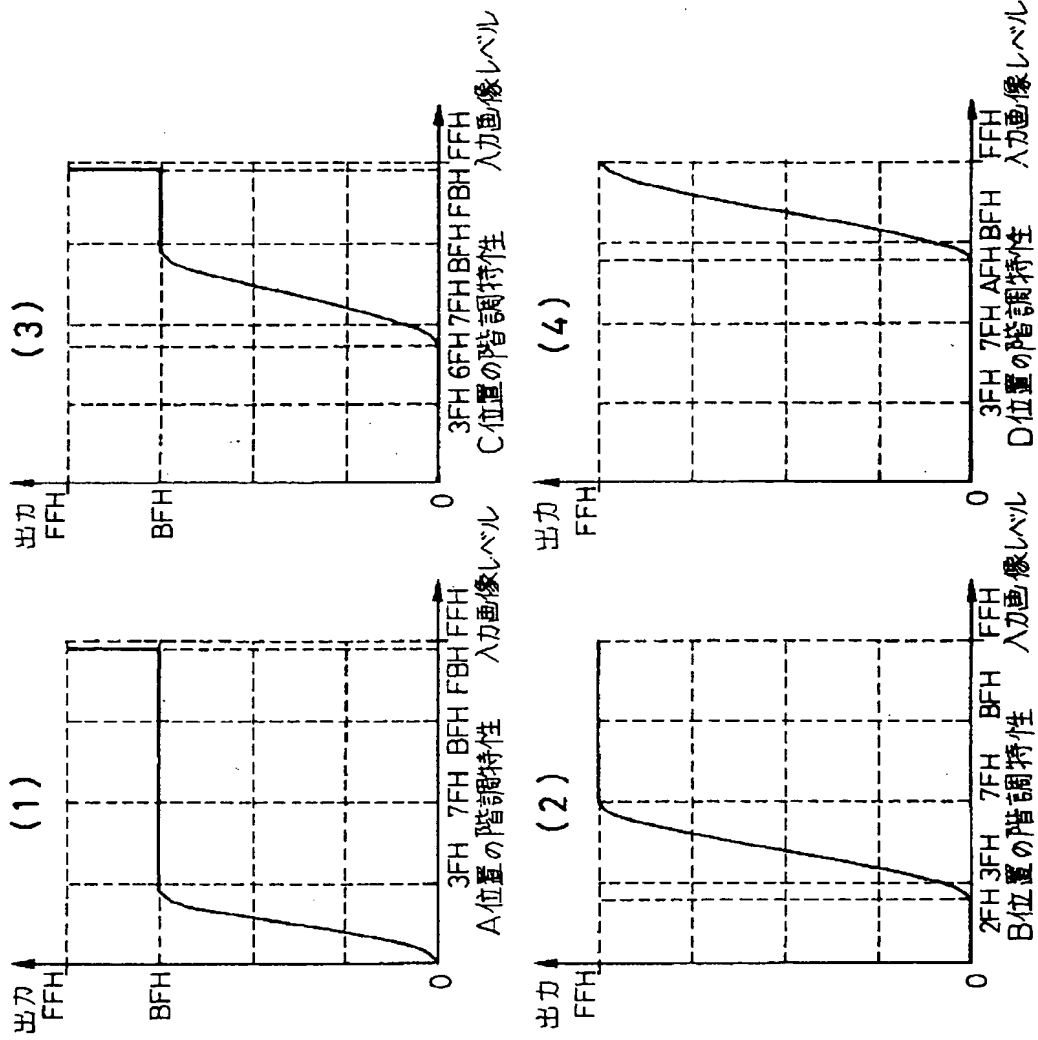 (1)
出力
FFH
BFH
0
3FH 7FH BFH FBH FFH
入力画像レベル
A位置の階調特性
(2)
出力
FFH
0
2FH 3FH 7FH BFH FFH
入力画像レベル
B位置の階調特性
(3)
出力
FFH
BFH
0
3FH 6FH 7FH BFH FBH FFH
入力画像レベル
C位置の階調特性
(4)
出力
FFH
0
3FH 7FH AFH BFH FFH
入力画像レベル
D位置の階調特性